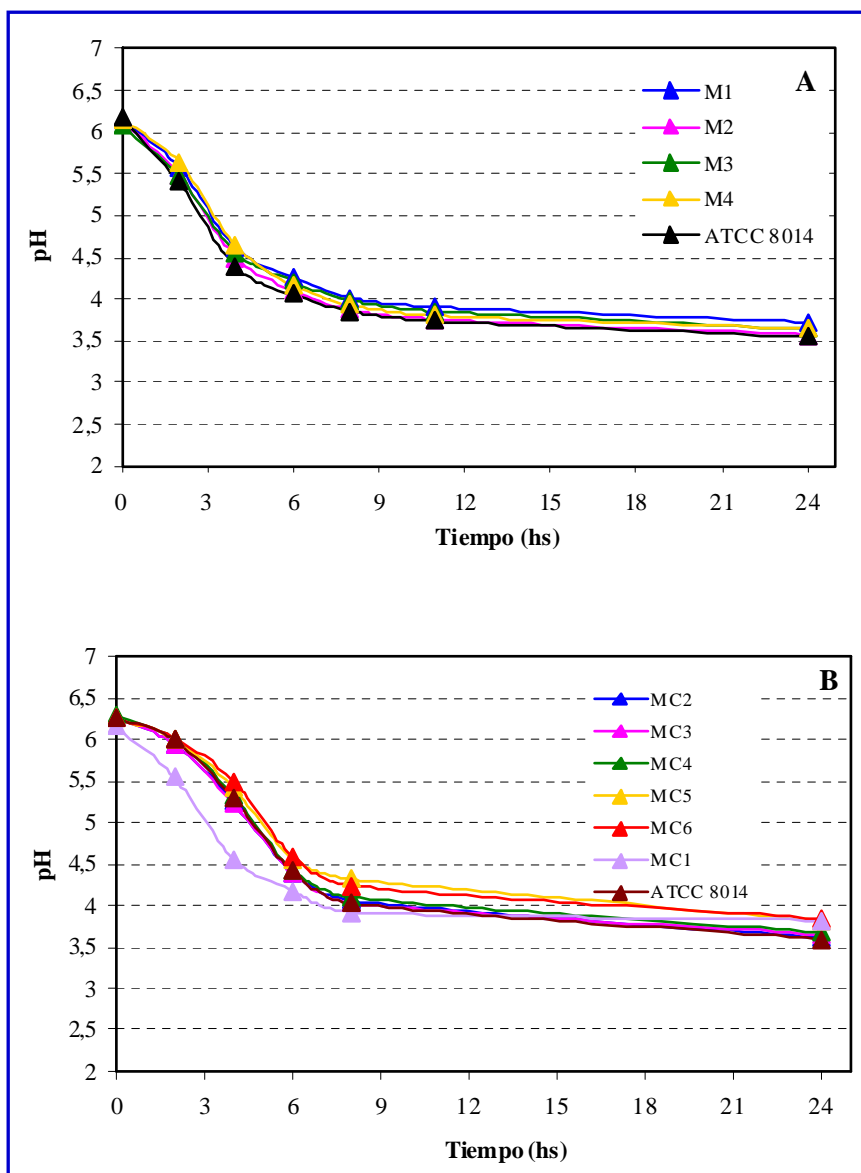 7
A
6,5
M1
6
M2
5,5
M3
5
M4
4,5
ATCC 8014
pH
4
3,5
3
2,5
2
0 3 6 9 12 15 18 21 24
Tiempo (hs)
7
B
MC2
6,5
MC3
6
MC4
5,5
MC5
5
MC6
4,5
MC1
pH
4
ATCC 8014
3,5
3
2,5
2
0 3 6 9 12 15 18 21 24
Tiempo (hs)